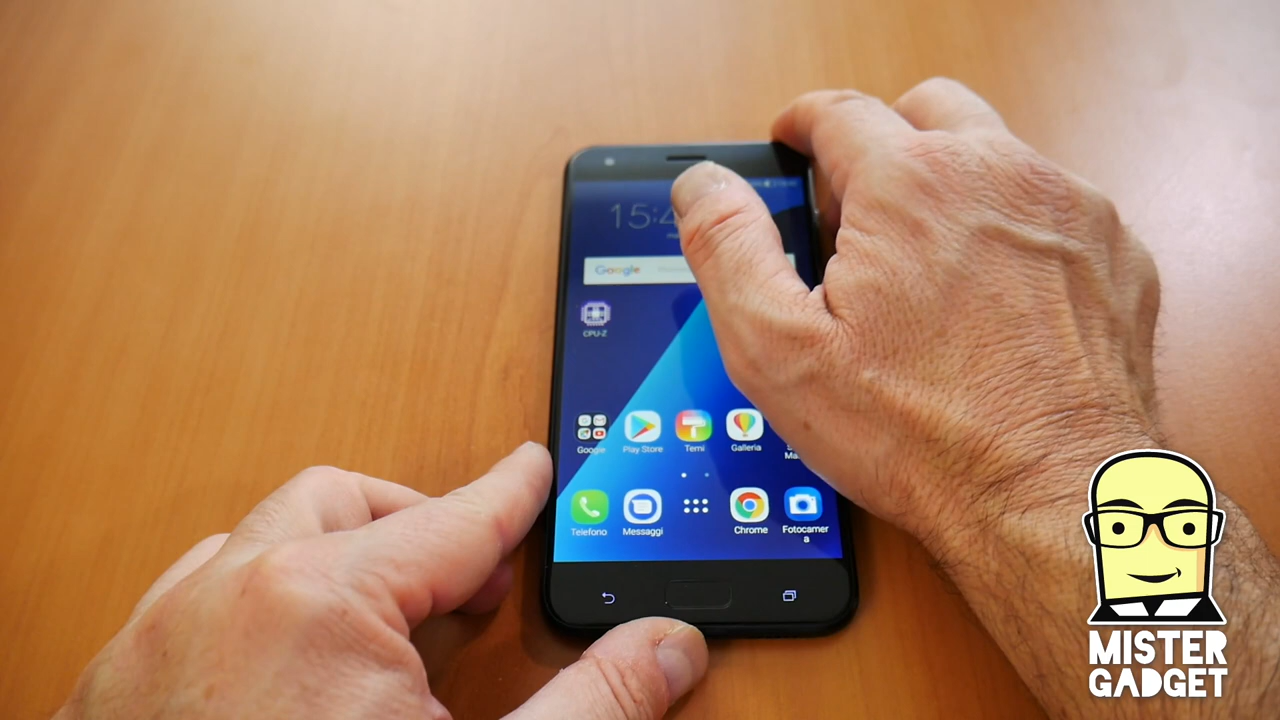 15:4
Google
CPU-Z
Google
Play Store
Temi
Galleria
Telefono
Messaggi
Chrome
Fotocamer
a
MISTER
GADGET